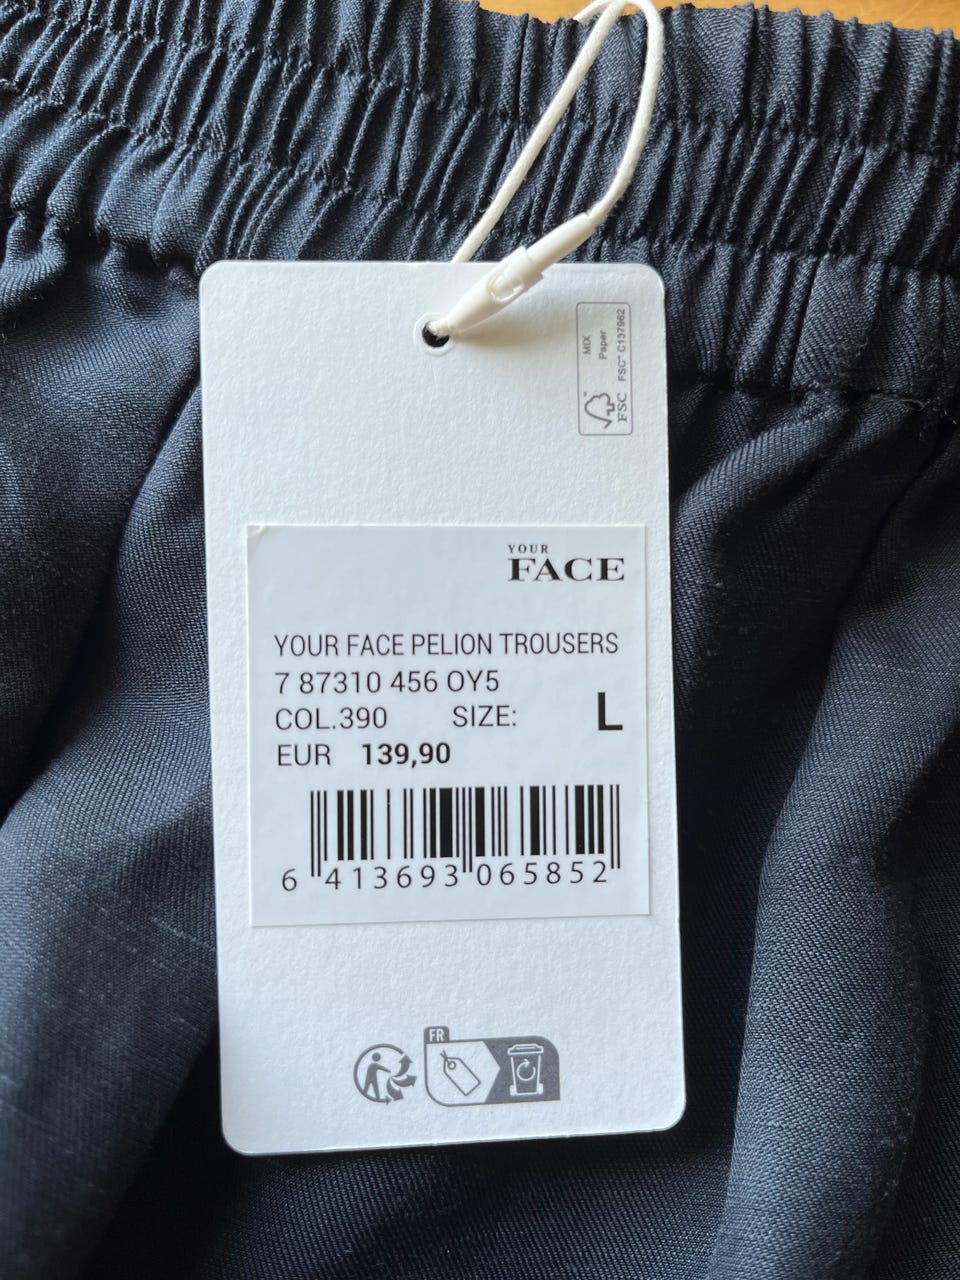 MIX
Paper
FSC™ C137962
FSC
YOUR
FACE
YOUR FACE PELION TROUSERS
7 87310 456 OY5
COL.390 SIZE: L
EUR 139,90
6 413693 065852
FR